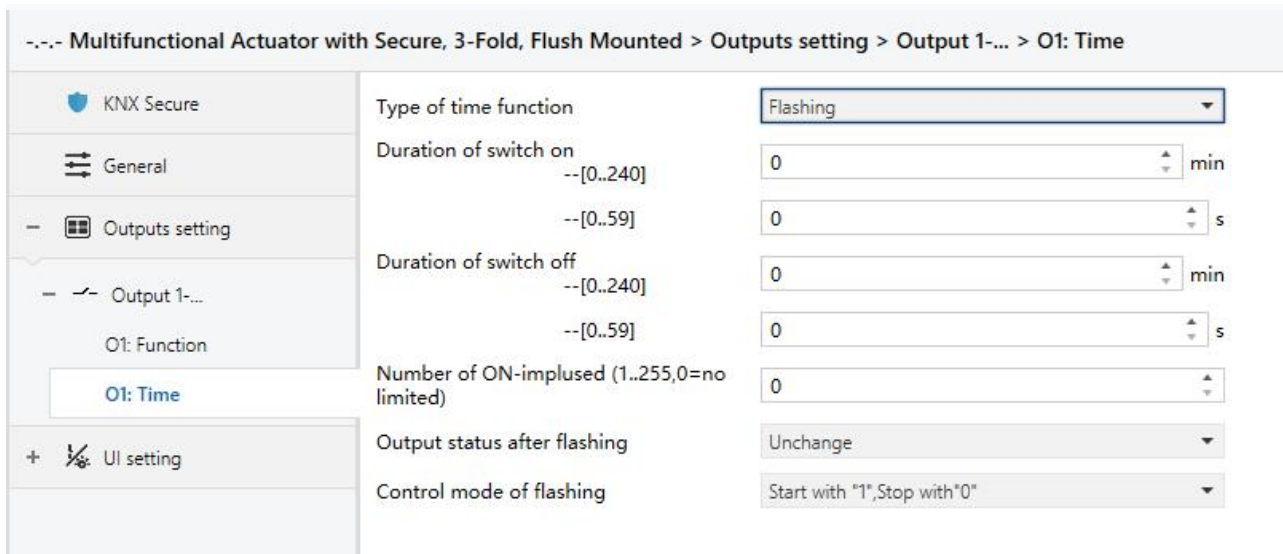 -.-.- Multifunctional Actuator with Secure, 3-Fold, Flush Mounted > Outputs setting > Output 1-... > O1: Time
KNX Secure
General
Outputs setting
Output 1-...
O1: Function
O1: Time
UI setting
Type of time function
Flashing
Duration of switch on
--[0..240]
0
min
--[0..59]
0
s
Duration of switch off
--[0..240]
0
min
--[0..59]
0
s
Number of ON-implused (1..255,0=no
limited)
0
Output status after flashing
Unchange
Control mode of flashing
Start with "1",Stop with"0"